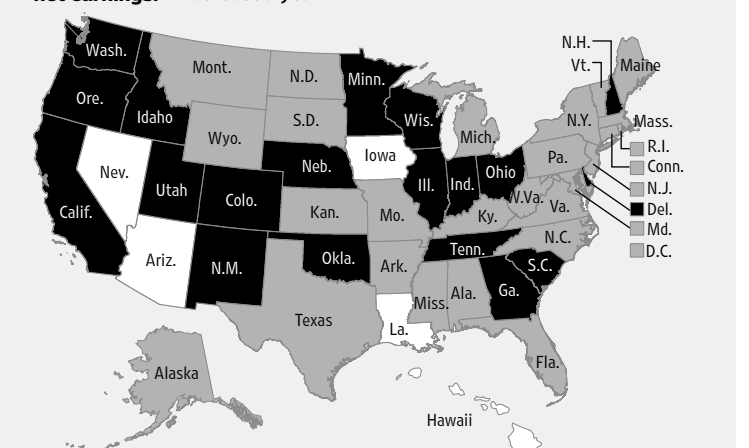 Wash.
Mont.
N.D.
Minn.
N.H.
Vt.
Maine
Ore.
Idaho
S.D.
Wis.
Mich.
N.Y.
Mass.
Wyo.
R.I.
Iowa
Pa.
Conn.
Nev.
Utah
Colo.
Neb.
Ill.
Ind.
Ohio
N.J.
Del.
Calif.
Kan.
Mo.
Ky.
W.Va.
Va.
Md.
D.C.
Ariz.
N.M.
Okla.
Ark.
Tenn.
N.C.
S.C.
Texas
La.
Miss.
Ala.
Ga.
Fla.
Alaska
Hawaii